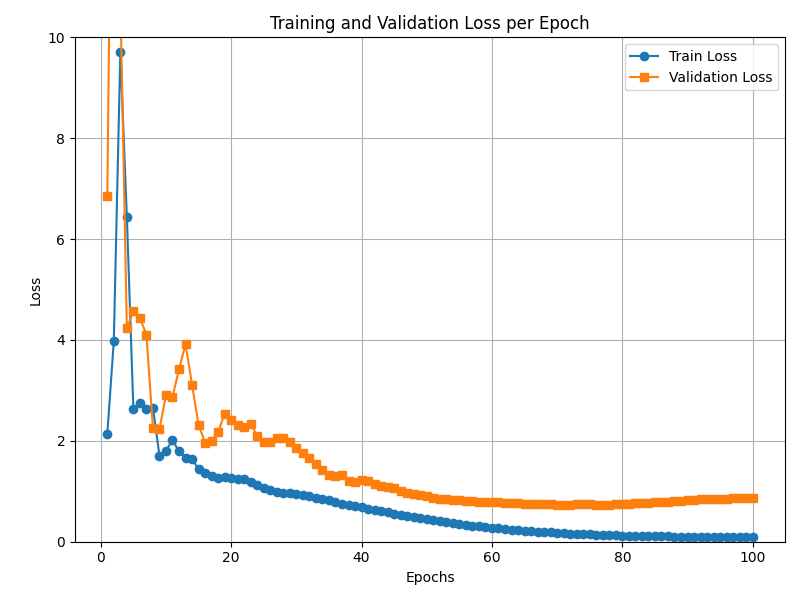 Training and Validation Loss per Epoch
Train Loss
Validation Loss
Loss
10
8
6
4
2
0
0 20 40 60 80 100
Epochs